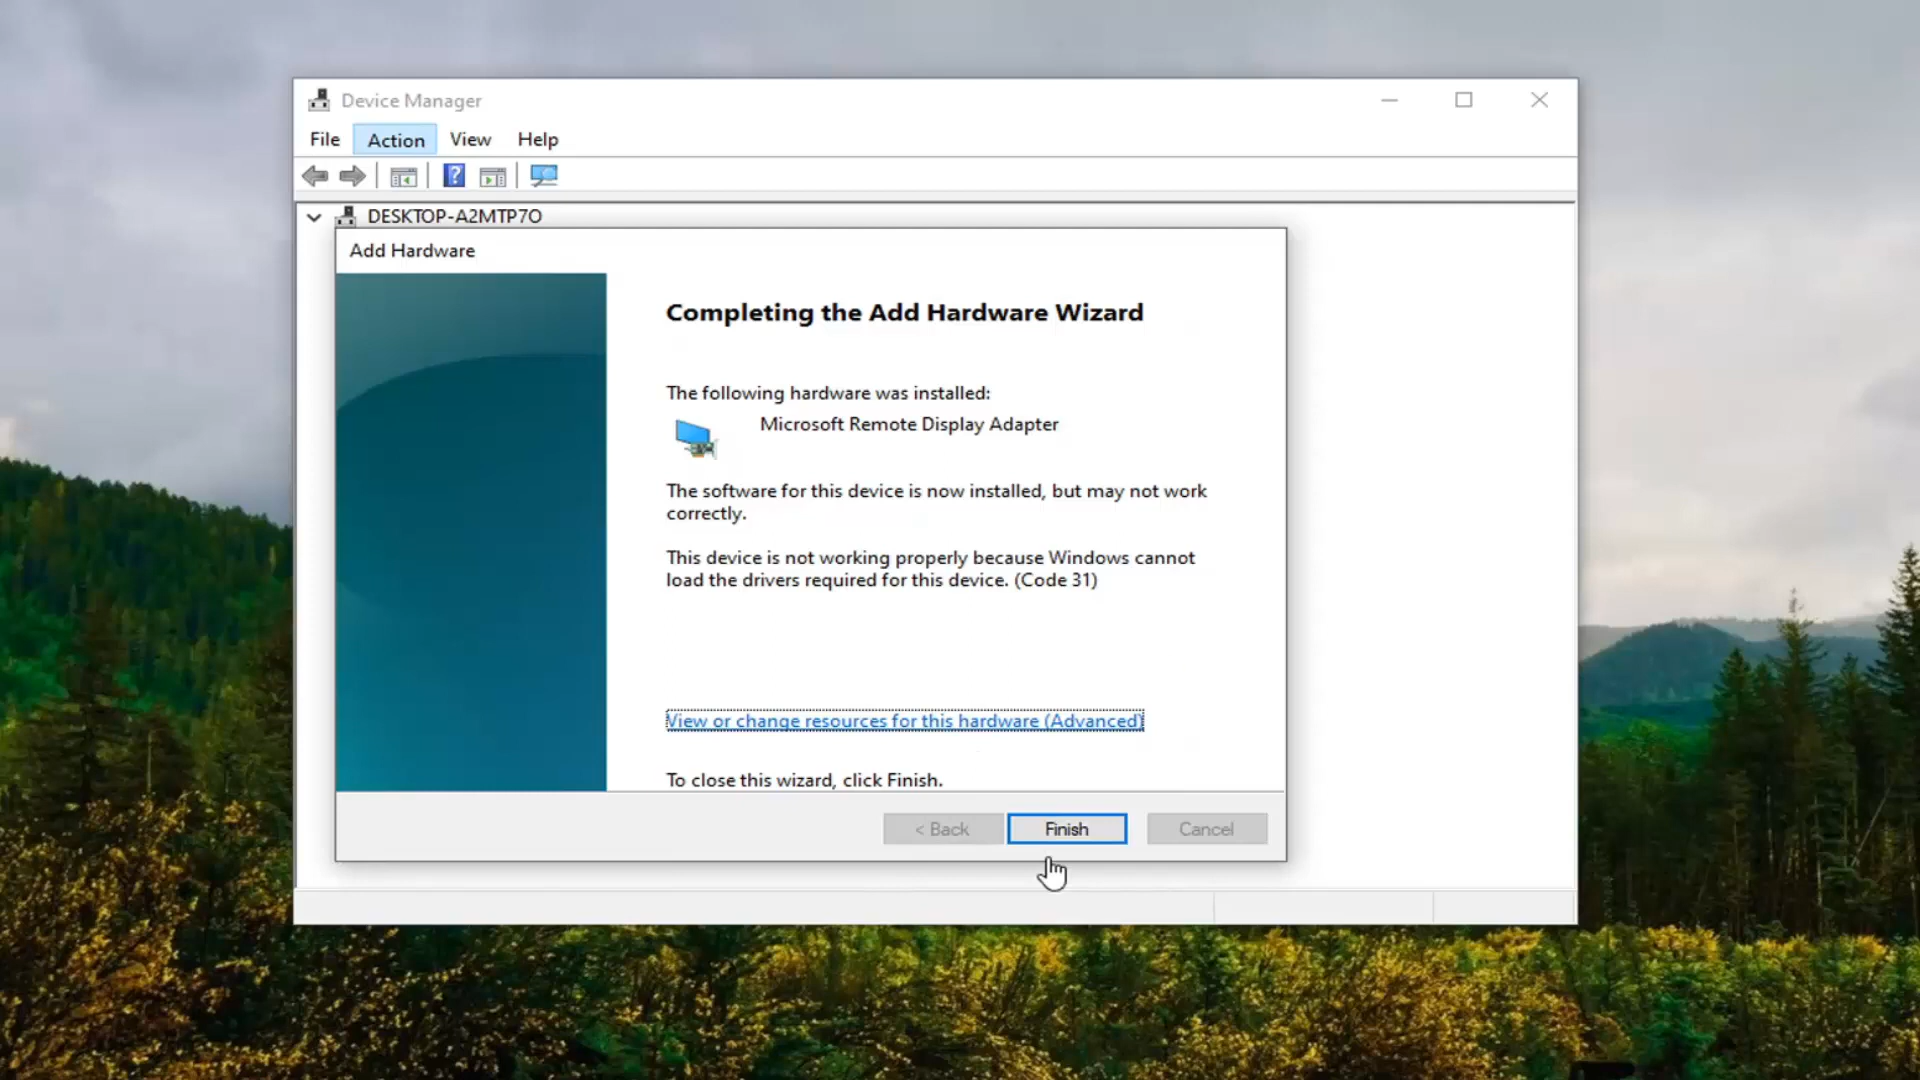 Device Manager
File Action View Help
DESKTOP-A2MTP7O
Add Hardware
Completing the Add Hardware Wizard
The following hardware was installed:
Microsoft Remote Display Adapter
The software for this device is now installed, but may not work
correctly.
This device is not working properly because Windows cannot
load the drivers required for this device. (Code 31)
View or change resources for this hardware (Advanced)
To close this wizard, click Finish.
< Back Finish Cancel